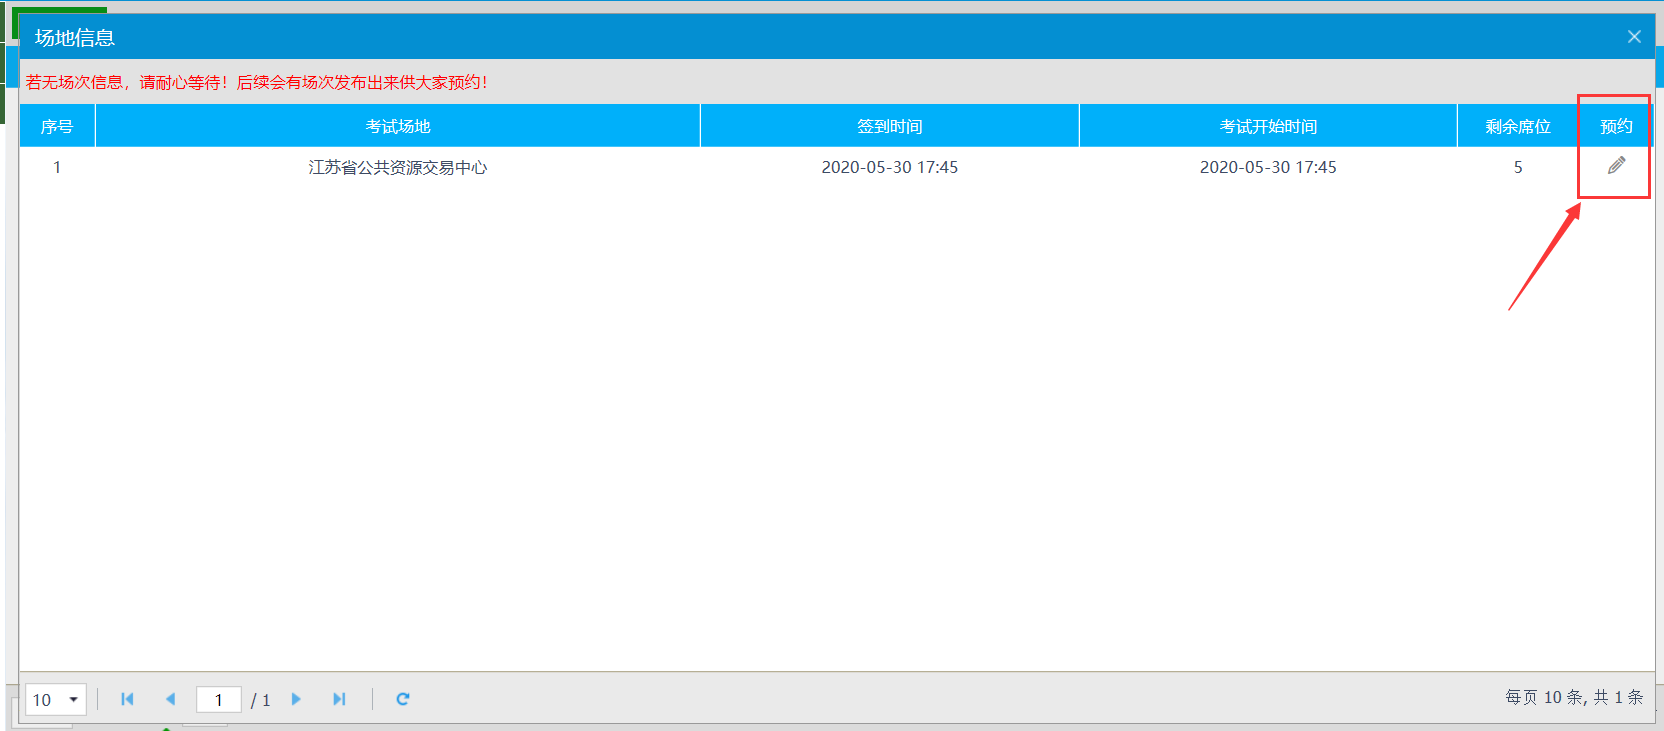 场地信息
若无场次信息，请耐心等待！后续会有场次发布出来供大家预约！
序号 考试场地 签到时间 考试开始时间 剩余席位 预约
1 江苏省公共资源交易中心 2020-05-30 17:45 2020-05-30 17:45 5
10 1 / 1 每页 10 条, 共 1 条